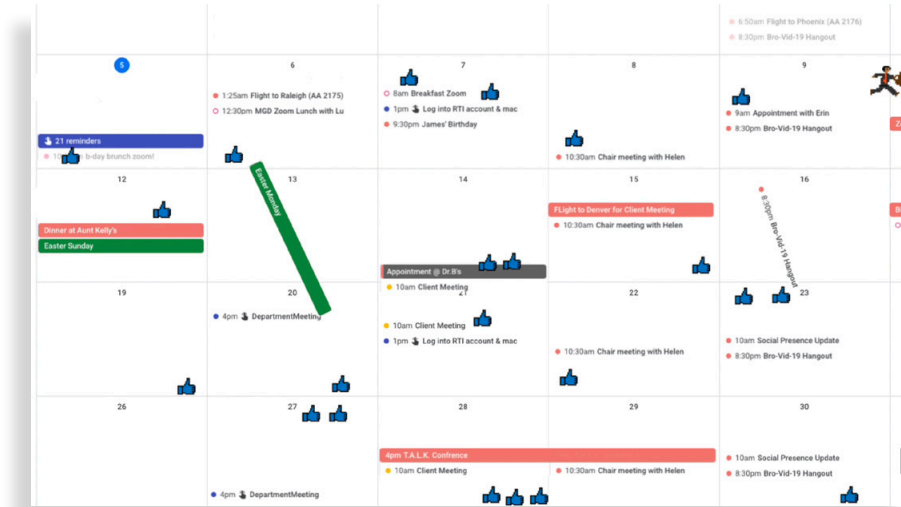 6:50am Flight to Phoenix (AA 2176)
8:30pm Bro-Vid-19 Hangout
5
6
7
8
9
21 reminders
b-day brunch zoom!
1:25am Flight to Raleigh (AA 2175)
12:30pm MGD Zoom Lunch with Lu
8am Breakfast Zoom
1pm Log into RTI account & mac
9:30pm James' Birthday
10:30am Chair meeting with Helen
9am Appointment with Erin
8:30pm Bro-Vid-19 Hangout
12
13
14
15
16
Dinner at Aunt Kelly's
Easter Sunday
Easter Monday
Appointment @ Dr.B's
10am Client Meeting
FLight to Denver for Client Meeting
10:30am Chair meeting with Helen
8:30pm Bro-Vid-19 Hangout
19
20
21
22
23
4pm DepartmentMeeting
10am Client Meeting
1pm Log into RTI account & mac
10:30am Chair meeting with Helen
10am Social Presence Update
8:30pm Bro-Vid-19 Hangout
26
27
28
29
30
4pm DepartmentMeeting
4pm T.A.L.K. Confrence
10am Client Meeting
10:30am Chair meeting with Helen
10am Social Presence Update
8:30pm Bro-Vid-19 Hangout